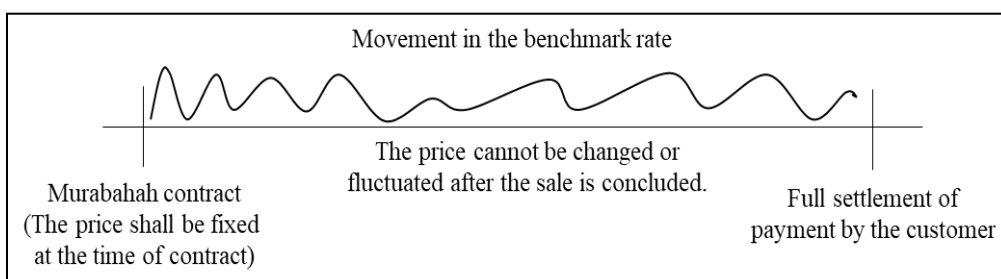 Movement in the benchmark rate
The price cannot be changed or
fluctuated after the sale is concluded.
Murabahah contract
(The price shall be fixed
at the time of contract)
Full settlement of
payment by the customer